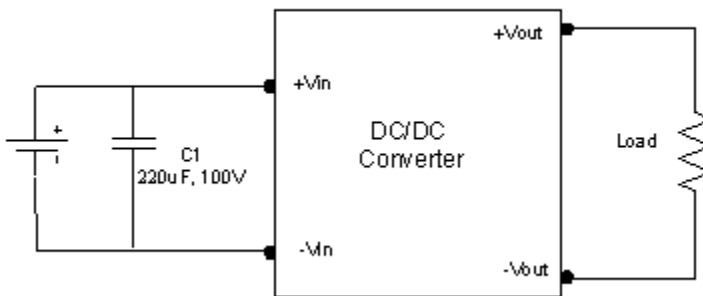 +Vout
+Vin
+
-
DC/DC
Converter
C1
220uF, 100V
Load
-Vin
-Vout